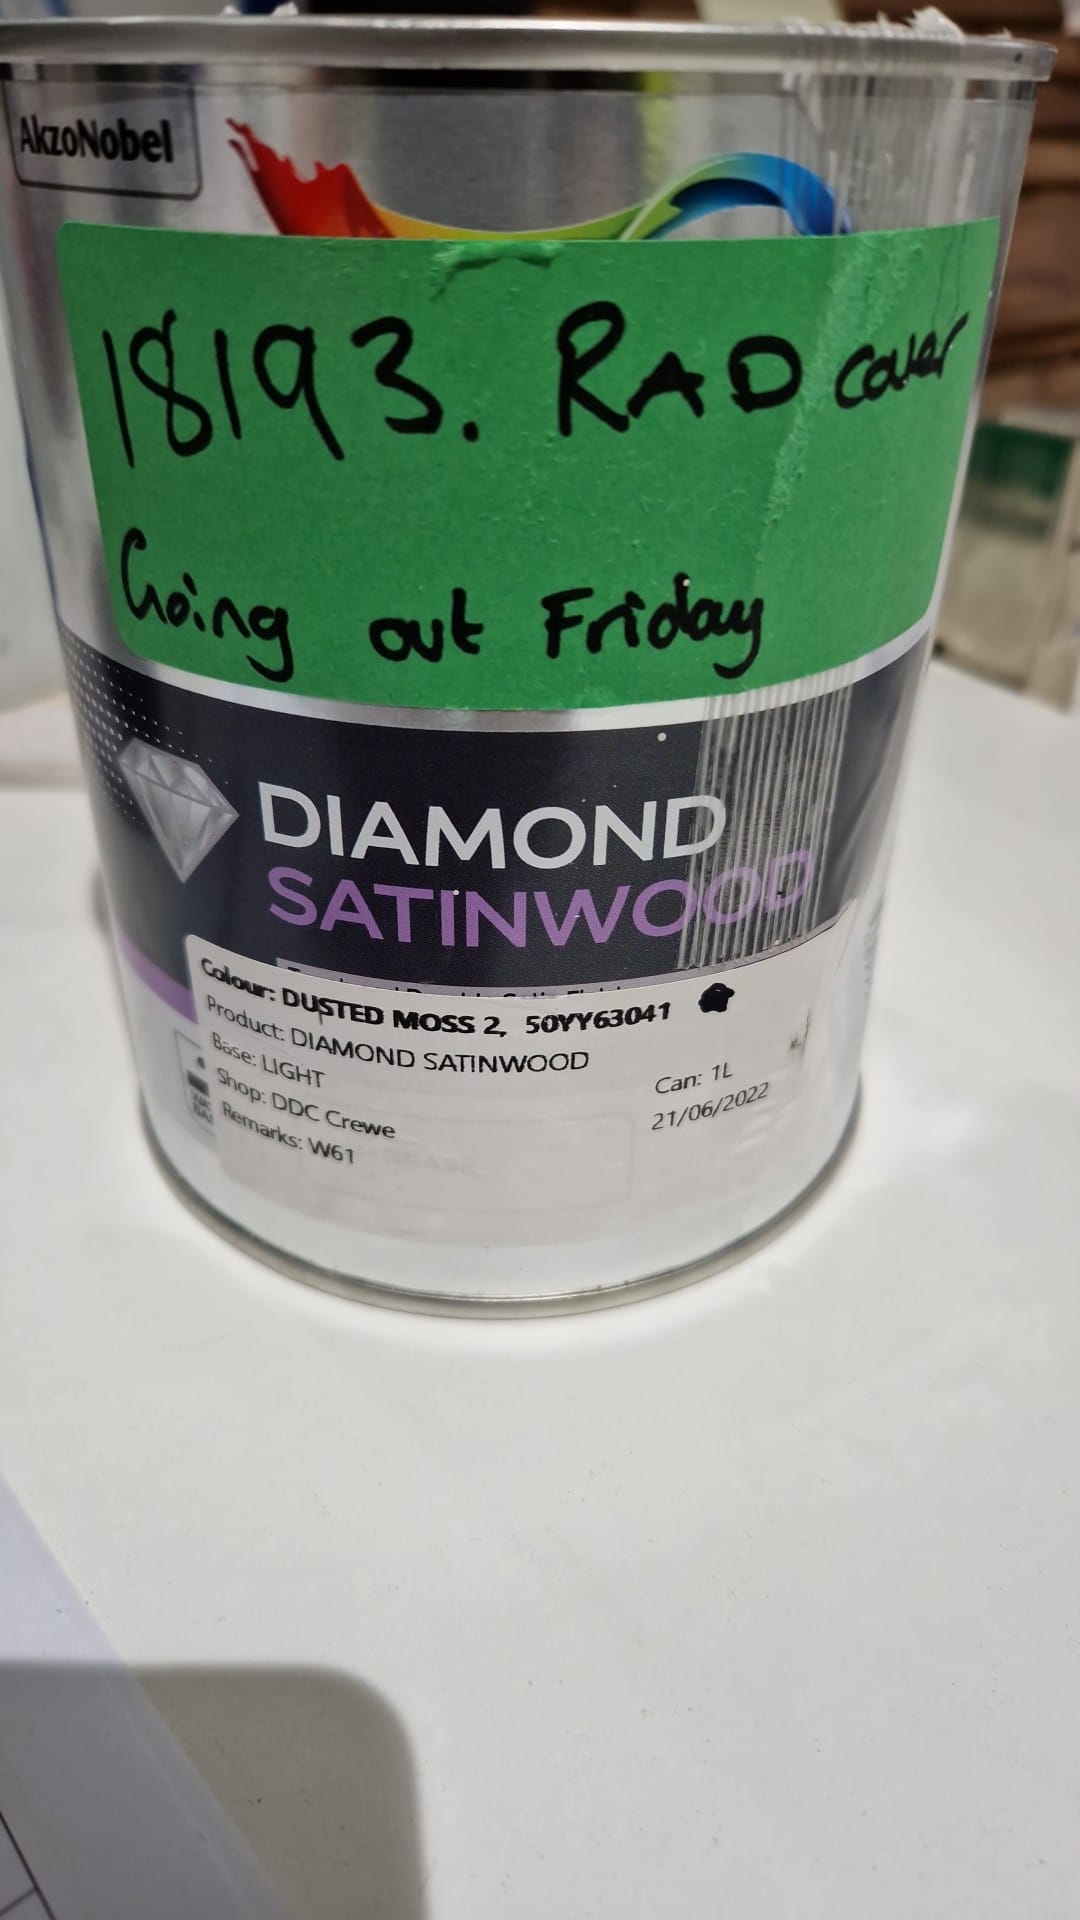 AkzoNobel
18193. RAD cover
Going out Friday
DIAMOND
SATINWOOD
Colour: DUSTED MOSS 2, 50YY63041
Product: DIAMOND SATINWOOD
Base: LIGHT
Can: 1L
Shop: DDC Crewe
21/06/2022
Remarks: W61